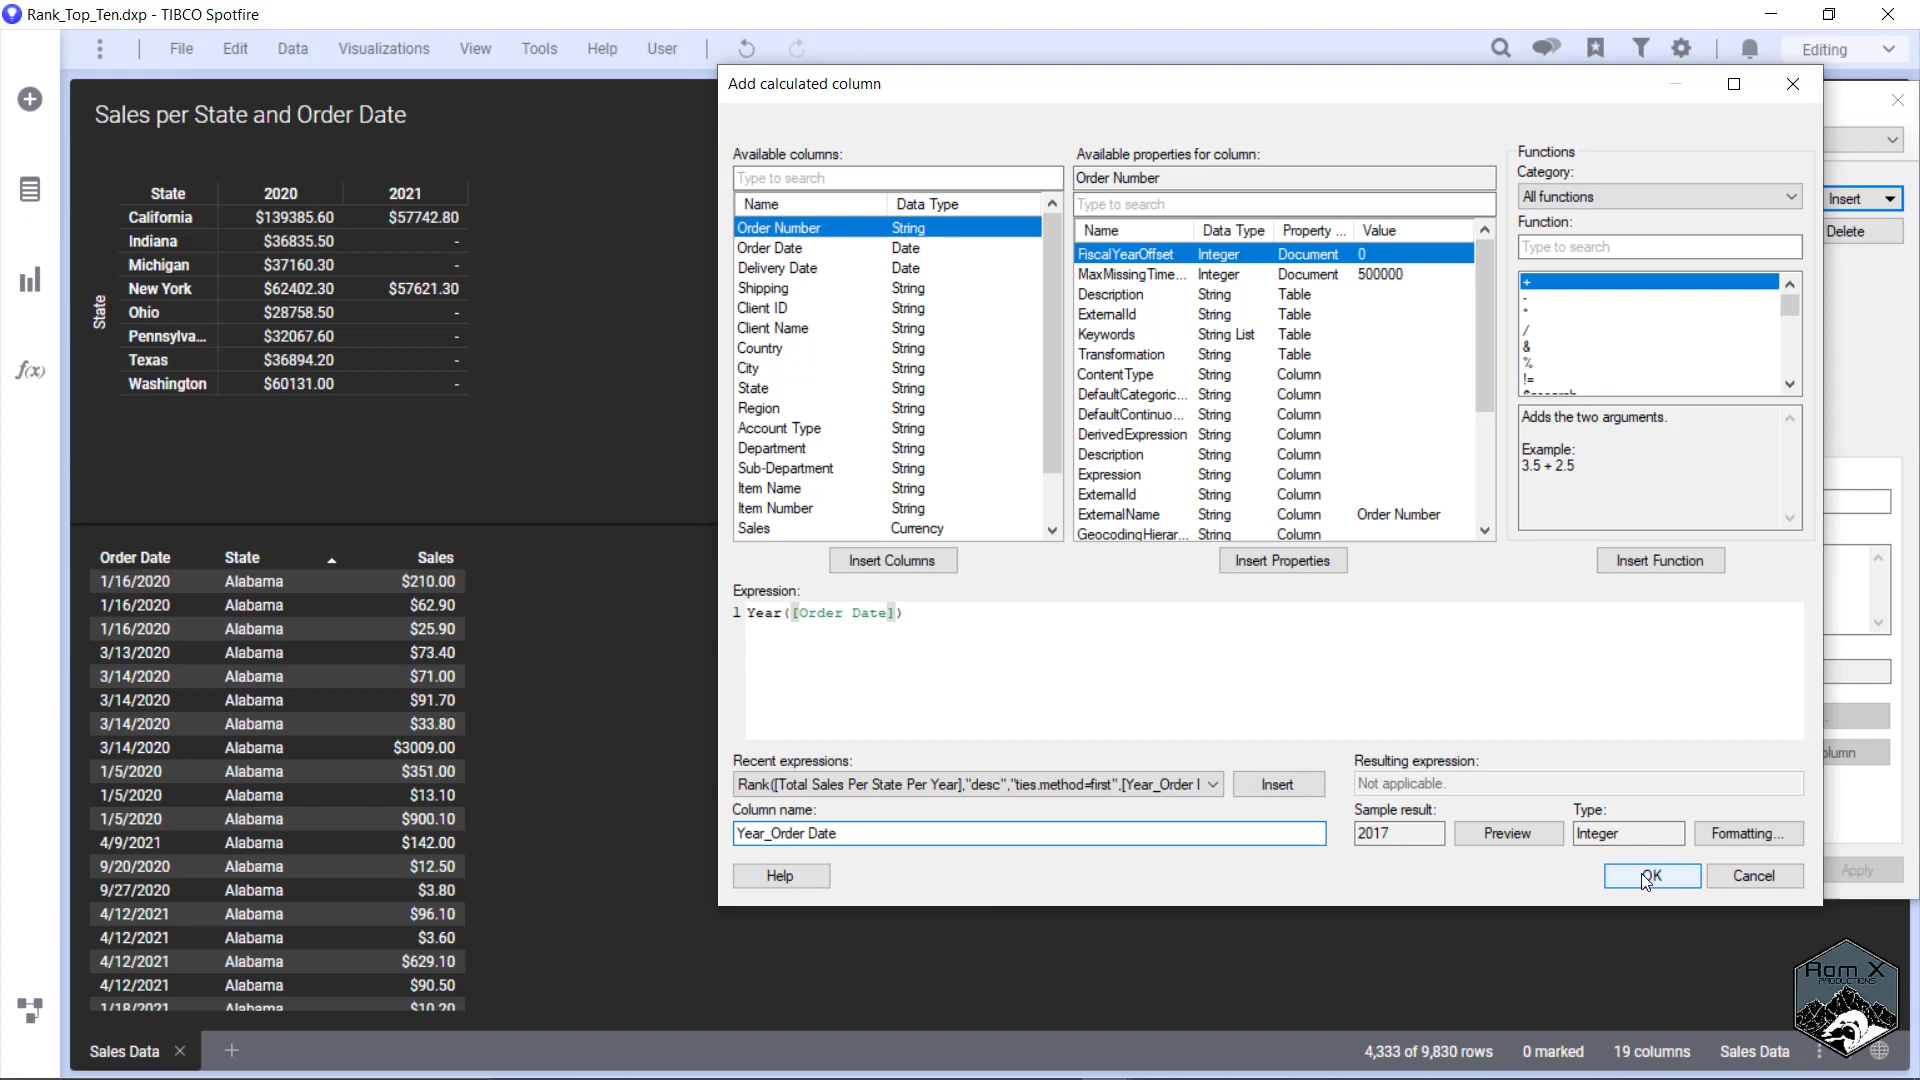 Rank_Top_Ten.dxp - TIBCO Spotfire
File Edit Data Visualizations View Tools Help User
Editing
Sales per State and Order Date
State 2020 2021
California $139385.60 $57742.80
Indiana $36835.50 -
Michigan $37160.30 -
New York $62402.30 $57621.30
Ohio $28758.50 -
Pennsylva... $32067.60 -
Texas $36894.20 -
Washington $60131.00 -
State
Order Date State Sales
1/16/2020 Alabama $210.00
1/16/2020 Alabama $62.90
1/16/2020 Alabama $25.90
3/13/2020 Alabama $73.40
3/14/2020 Alabama $71.00
3/14/2020 Alabama $91.70
3/14/2020 Alabama $33.80
3/14/2020 Alabama $3009.00
1/5/2020 Alabama $351.00
1/5/2020 Alabama $13.10
1/5/2020 Alabama $900.10
4/9/2021 Alabama $142.00
9/20/2020 Alabama $12.50
9/27/2020 Alabama $3.80
4/12/2021 Alabama $96.10
4/12/2021 Alabama $3.60
4/12/2021 Alabama $629.10
4/12/2021 Alabama $90.50
1/18/2021 Alabama $10.20
f(x)
Add calculated column
Available columns:
Type to search
Name Data Type
Order Number String
Order Date Date
Delivery Date Date
Shipping String
Client ID String
Client Name String
Country String
City String
State String
Region String
Account Type String
Department String
Sub-Department String
Item Name String
Item Number String
Sales Currency
Insert Columns
Available properties for column:
Order Number
Type to search
Name Data Type Property ... Value
FiscalYearOffset Integer Document 0
MaxMissingTime... Integer Document 500000
Description String Table
ExternalId String Table
Keywords String List Table
Transformation String Table
ContentType String Column
DefaultCategoric... String Column
DefaultContinuo... String Column
DerivedExpression String Column
Description String Column
Expression String Column
ExternalId String Column
ExternalName String Column Order Number
GeocodingHierar... String Column
Insert Properties
Functions
Category:
All functions
Function:
Type to search
+
-
*
/
&
%
!=
Adds the two arguments.
Example:
3.5 + 2.5
Insert Function
Expression:
1 Year([Order Date])
Recent expressions:
Rank([Total Sales Per State Per Year],"desc","ties.method=first",[Year_Order I
Insert
Resulting expression:
Not applicable.
Column name:
Year_Order Date
Sample result:
2017
Preview
Type:
Integer
Formatting...
Help
OK
Cancel
Insert
Delete
olumn
Apply
Ram X
PRODUCTIONS
Sales Data
4,333 of 9,830 rows 0 marked 19 columns Sales Data